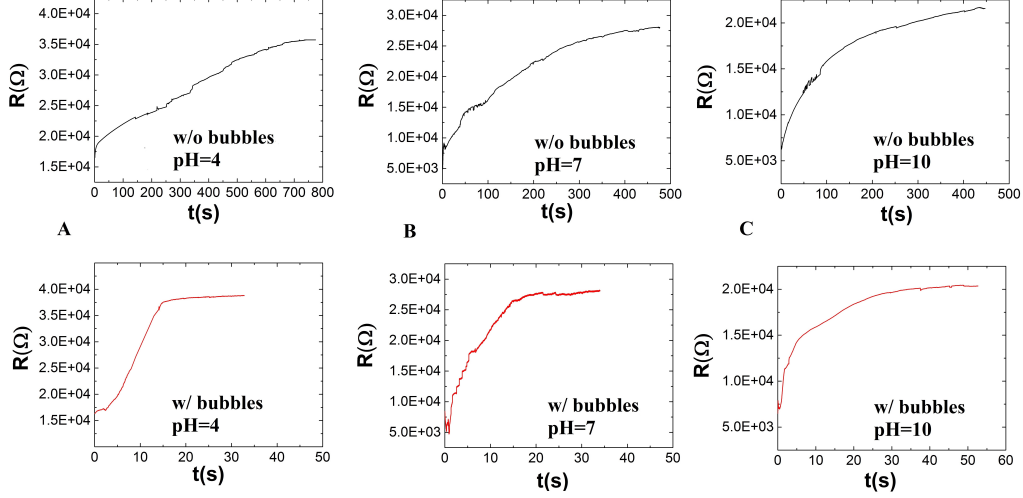 4.0E+04
3.5E+04
3.0E+04
2.5E+04
2.0E+04
1.5E+04
R(Ω)
w/o bubbles
pH=4
0 100 200 300 400 500 600 700 800
t(s)
A
3.0E+04
2.5E+04
2.0E+04
1.5E+04
1.0E+04
5.0E+03
R(Ω)
w/o bubbles
pH=7
0 100 200 300 400 500
t(s)
B
2.0E+04
1.5E+04
1.0E+04
5.0E+03
R(Ω)
w/o bubbles
pH=10
0 100 200 300 400 500
t(s)
C
4.0E+04
3.5E+04
3.0E+04
2.5E+04
2.0E+04
1.5E+04
R(Ω)
w/ bubbles
pH=4
0 10 20 30 40 50
t(s)
3.0E+04
2.5E+04
2.0E+04
1.5E+04
1.0E+04
5.0E+03
R(Ω)
w/ bubbles
pH=7
0 10 20 30 40 50
t(s)
2.0E+04
1.5E+04
1.0E+04
5.0E+03
R(Ω)
w/ bubbles
pH=10
0 10 20 30 40 50 60
t(s)